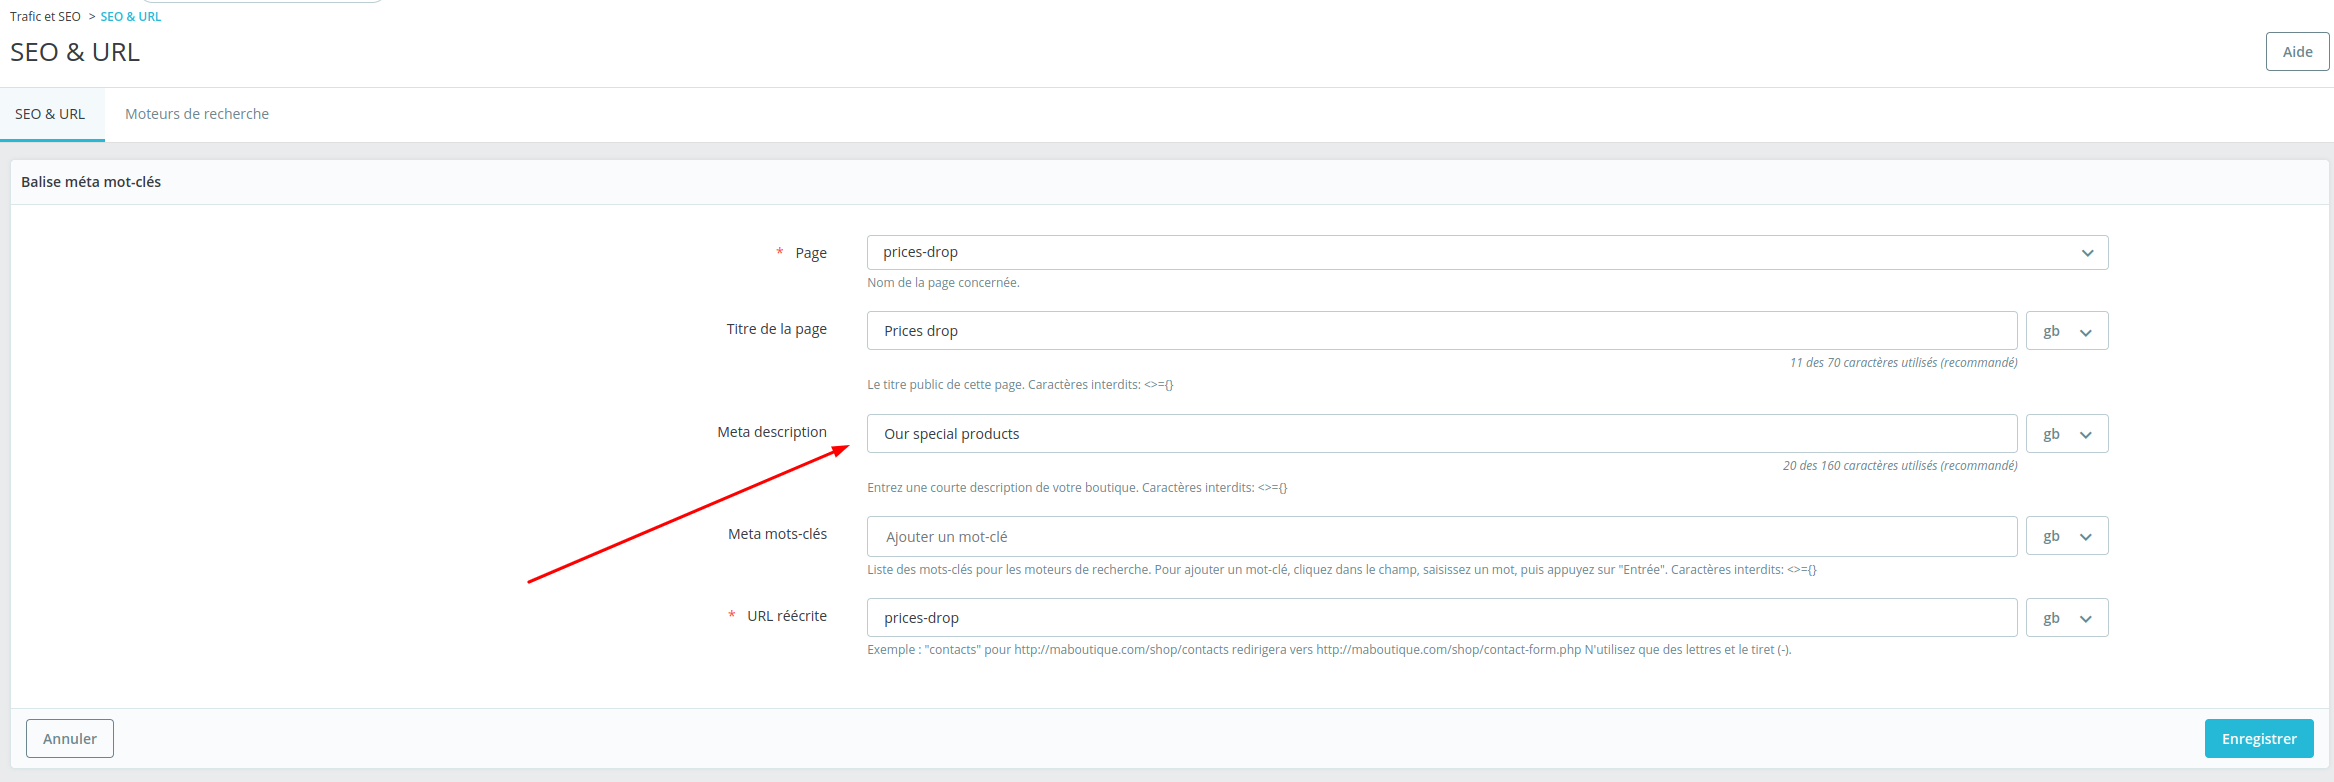 Trafic et SEO > SEO & URL
SEO & URL
Aide
SEO & URL
Moteurs de recherche
Balise méta mot-clés
* Page
prices-drop
Nom de la page concernée.
Titre de la page
Prices drop
gb
11 des 70 caractères utilisés (recommandé)
Le titre public de cette page. Caractères interdits: <>={}
Meta description
Our special products
gb
20 des 160 caractères utilisés (recommandé)
Entrez une courte description de votre boutique. Caractères interdits: <>={}
Meta mots-clés
Ajouter un mot-clé
gb
Liste des mots-clés pour les moteurs de recherche. Pour ajouter un mot-clé, cliquez dans le champ, saisissez un mot, puis appuyez sur "Entrée". Caractères interdits: <>={}
* URL réécrite
prices-drop
gb
Exemple : "contacts" pour http://maboutique.com/shop/contacts redirigera vers http://maboutique.com/shop/contact-form.php N'utilisez que des lettres et le tiret (-).
Annuler
Enregistrer